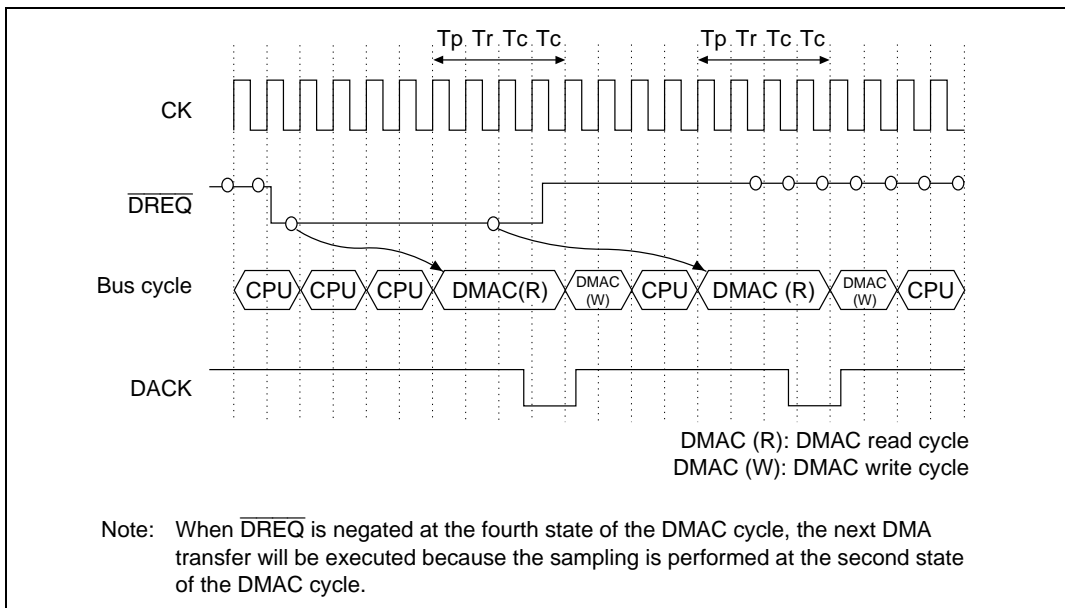 Tp Tr Tc Tc Tp Tr Tc Tc
CK
DREQ
Bus cycle CPU CPU CPU DMAC(R) DMAC (W) CPU DMAC (R) DMAC (W) CPU
DACK
DMAC (R): DMAC read cycle
DMAC (W): DMAC write cycle
Note: When DREQ is negated at the fourth state of the DMAC cycle, the next DMA
transfer will be executed because the sampling is performed at the second state
of the DMAC cycle.